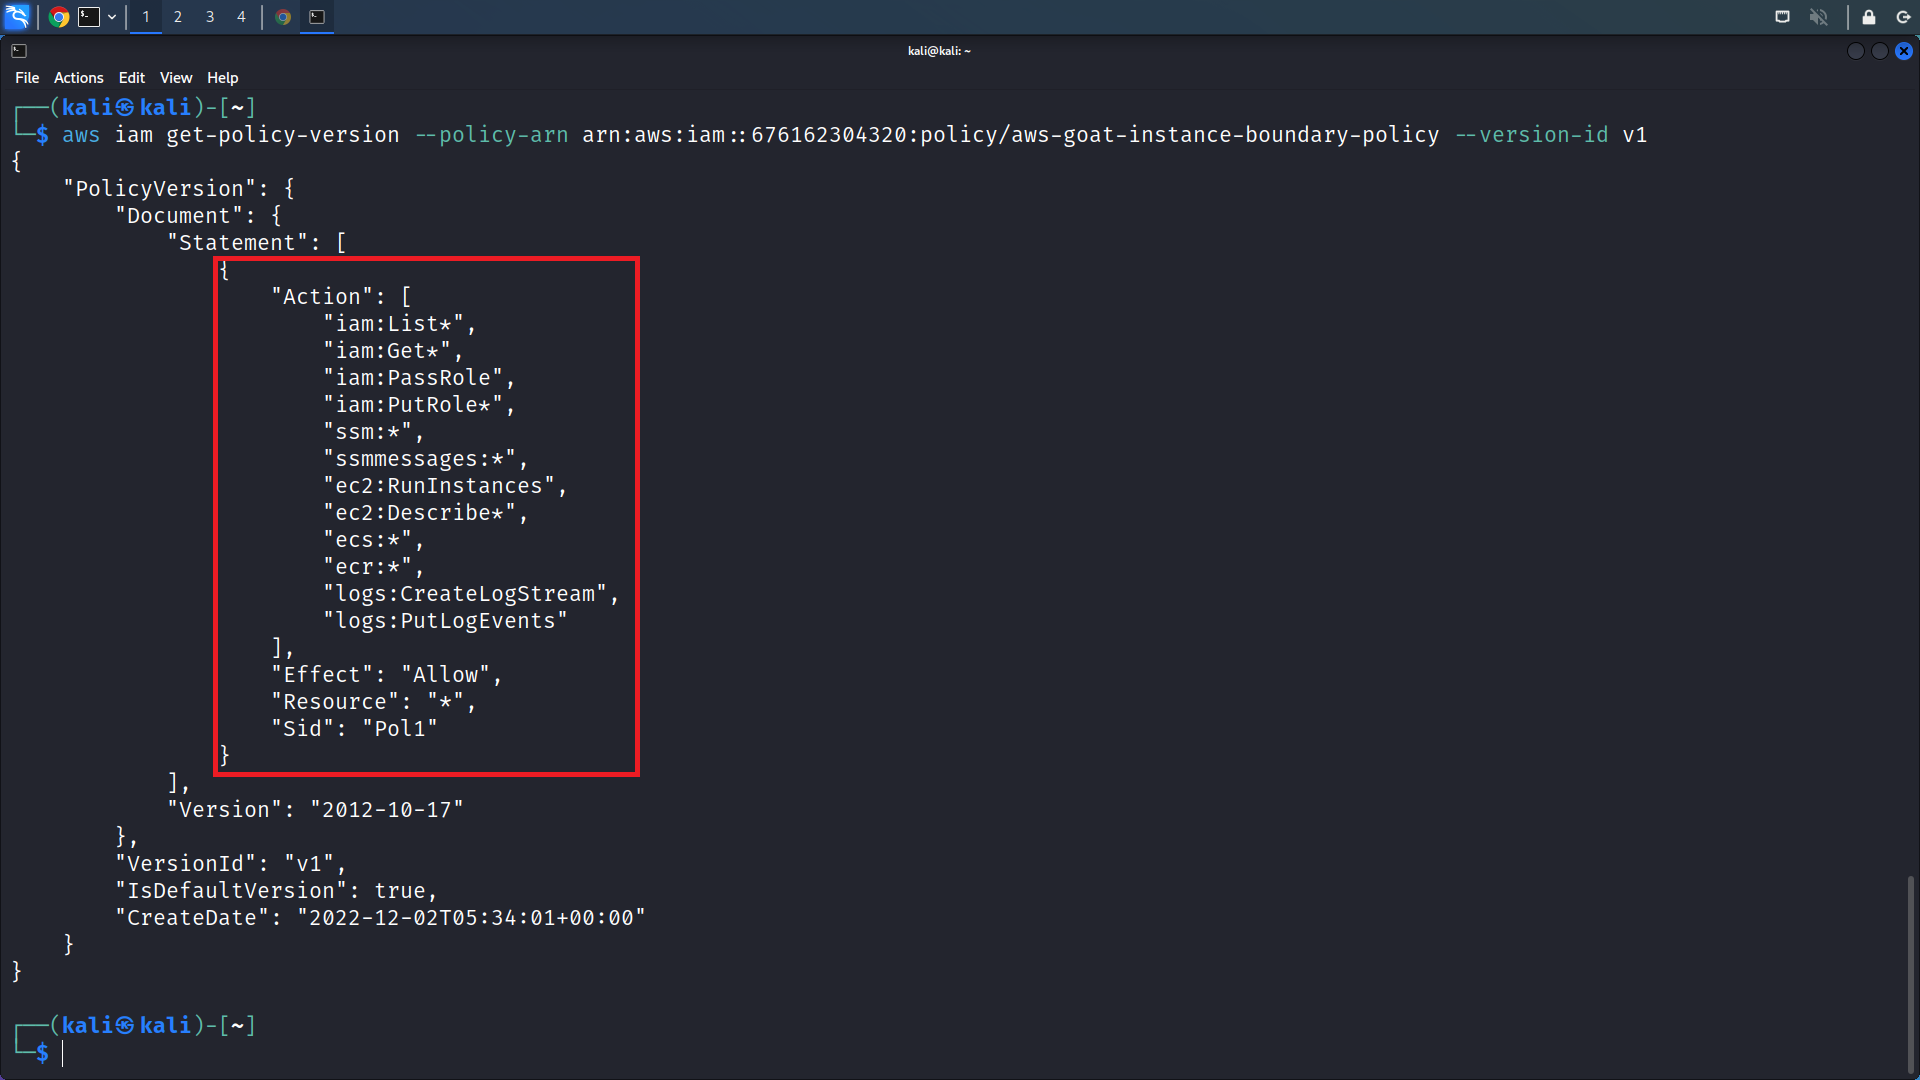 1 2 3 4
kali@kali: ~
File Actions Edit View Help
┌──(kali㉿kali)-[~]
└─$ aws iam get-policy-version --policy-arn arn:aws:iam::676162304320:policy/aws-goat-instance-boundary-policy --version-id v1
{
    "PolicyVersion": {
        "Document": {
            "Statement": [
                {
                    "Action": [
                        "iam:List*",
                        "iam:Get*",
                        "iam:PassRole",
                        "iam:PutRole*",
                        "ssm:*",
                        "ssmmessages:*",
                        "ec2:RunInstances",
                        "ec2:Describe*",
                        "ecs:*",
                        "ecr:*",
                        "logs:CreateLogStream",
                        "logs:PutLogEvents"
                    ],
                    "Effect": "Allow",
                    "Resource": "*",
                    "Sid": "Pol1"
                }
            ],
            "Version": "2012-10-17"
        },
        "VersionId": "v1",
        "IsDefaultVersion": true,
        "CreateDate": "2022-12-02T05:34:01+00:00"
    }
}
┌──(kali㉿kali)-[~]
└─$